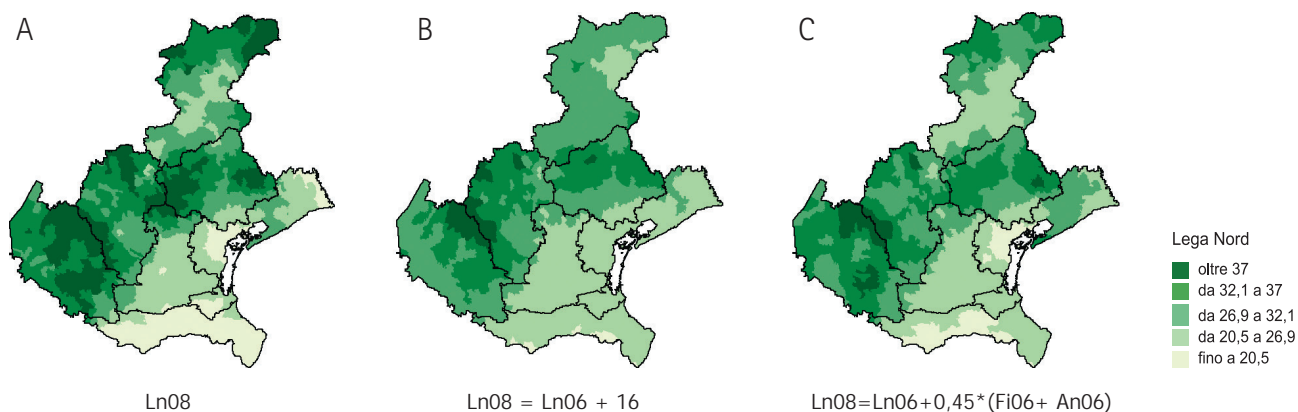 A
B
C
Lega Nord
oltre 37
da 32,1 a 37
da 26,9 a 32,1
da 20,5 a 26,9
fino a 20,5
Ln08
Ln08 = Ln06 + 16
Ln08=Ln06+0,45*(Fi06+ An06)